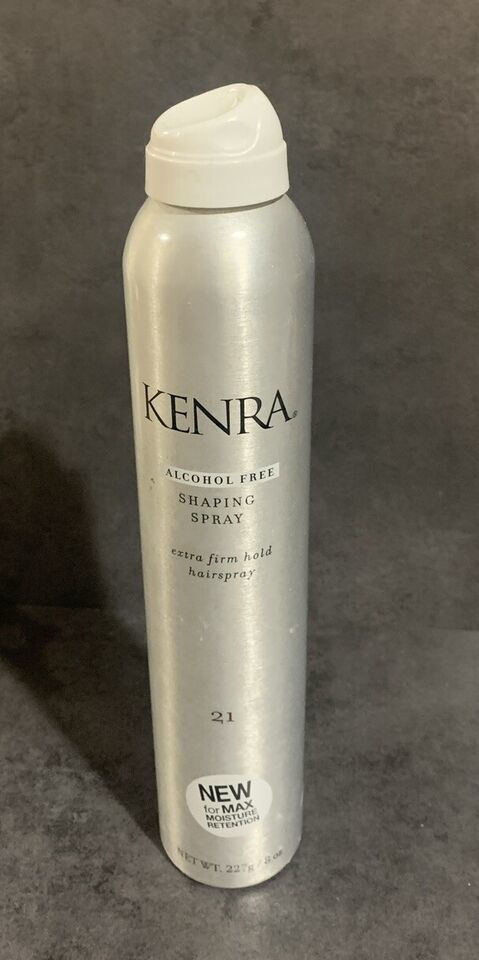 KENRA®
ALCOHOL FREE
SHAPING
SPRAY
extra firm hold
hairspray
21
NEW
for MAX
MOISTURE
RETENTION
NET WT. 227g / 8 oz